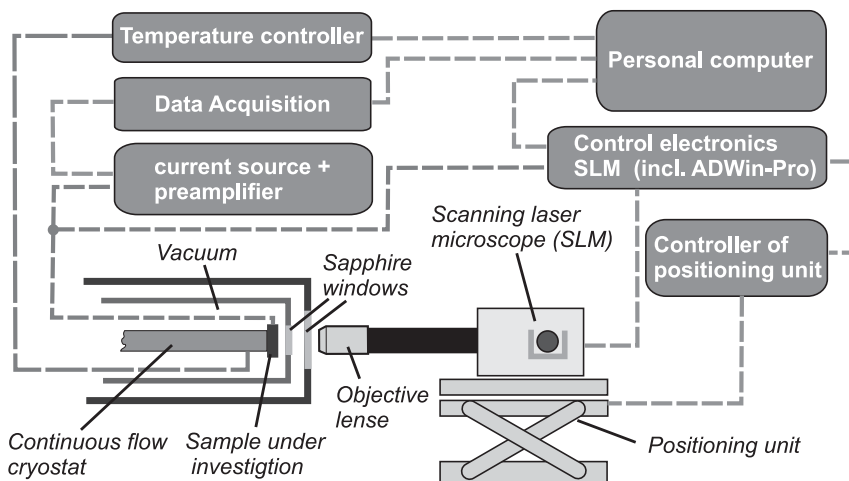 Temperature controller
Personal computer
Data Acquisition
current source +
preamplifier
Control electronics
SLM (incl. ADWin-Pro)
Scanning laser
microscope (SLM)
Controller of
positioning unit
Vacuum
Sapphire
windows
Objective
lense
Continuous flow
cryostat
Sample under
investigtion
Positioning unit